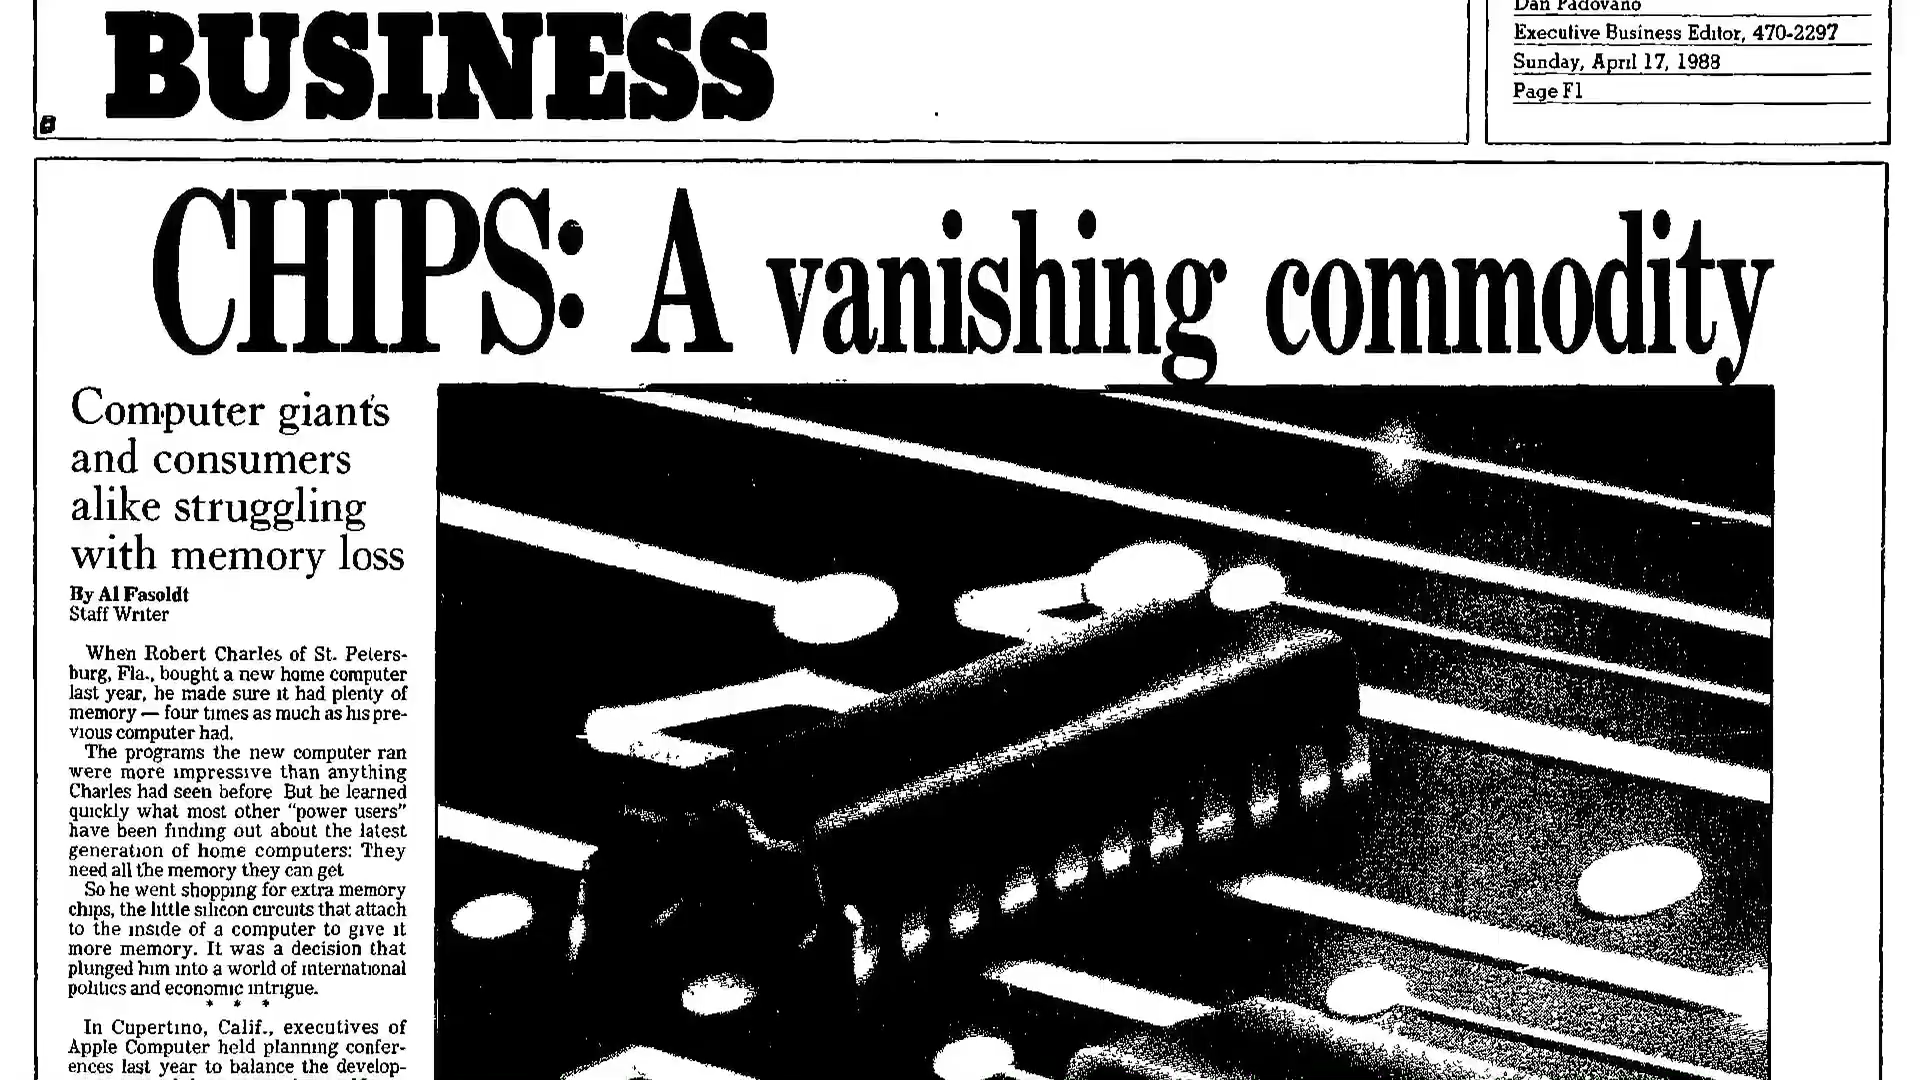 BUSINESS
Dan Padovano
Executive Business Editor, 470-2297
Sunday, April 17, 1988
Page F1
CHIPS: A vanishing commodity
Computer giants
and consumers
alike struggling
with memory loss
By Al Fasoldt
Staff Writer
When Robert Charles of St. Peters-
burg, Fla., bought a new home computer
last year, he made sure it had plenty of
memory — four times as much as his pre-
vious computer had.
The programs the new computer ran
were more impressive than anything
Charles had seen before But he learned
quickly what most other "power users"
have been finding out about the latest
generation of home computers: They
need all the memory they can get
So he went shopping for extra memory
chips, the little silicon circuits that attach
to the inside of a computer to give it
more memory. It was a decision that
plunged him into a world of international
politics and economic intrigue.
* * *
In Cupertino, Calif., executives of
Apple Computer held planning confer-
ences last year to balance the develop-